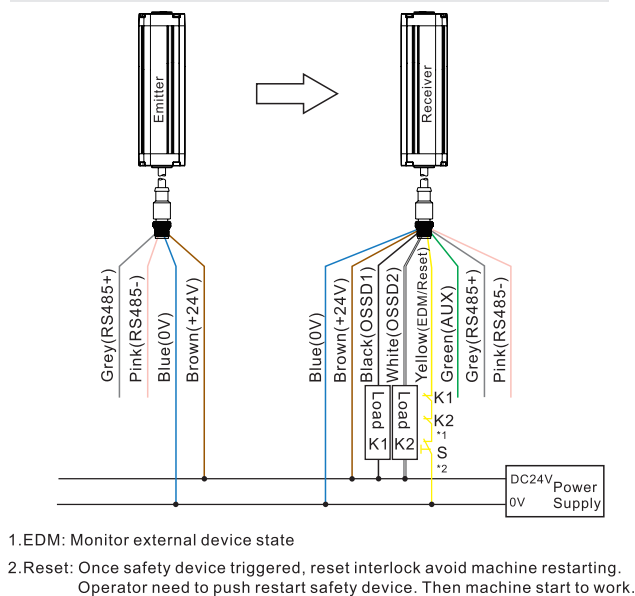 Emitter
Receiver
Grey(RS485+)
Pink(RS485-)
Blue(0V)
Brown(+24V)
Blue(0V)
Brown(+24V)
Black(OSSD1)
White(OSSD2)
Yellow(EDM/Reset)
Green(AUX)
Grey(RS485+)
Pink(RS485-)
Load
K1
Load
K2
K1
K2
*1
S
*2
DC24V
0V
Power
Supply
1.EDM: Monitor external device state
2.Reset: Once safety device triggered, reset interlock avoid machine restarting.
Operator need to push restart safety device. Then machine start to work.